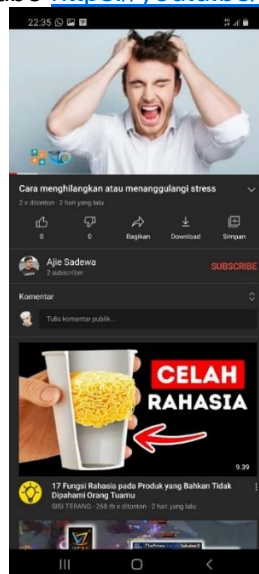 22:35
Cara menghilangkan atau menanggulangi stress
2 x ditonton · 2 hari yang lalu
0
0
Bagikan
Download
Simpan
Ajie Sadewa
2 subscriber
SUBSCRIBE
Komentar
Tulis komentar publik...
CELAH
RAHASIA
9.39
17 Fungsi Rahasia pada Produk yang Bahkan Tidak
Dipahami Orang Tuamu
SISI TERANG · 268 rb x ditonton · 2 hari yang lalu